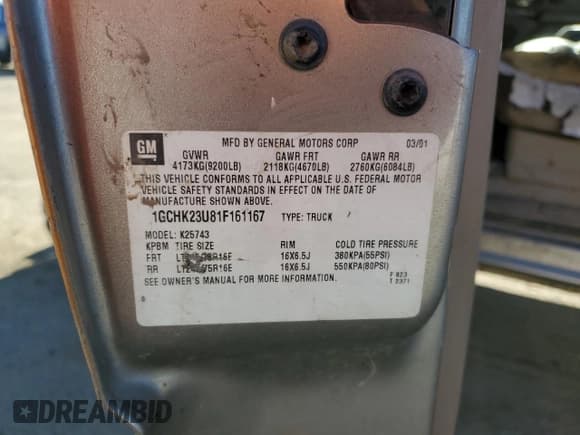 GM
MFD BY GENERAL MOTORS CORP 03/01
GVWR GAWR FRT GAWR RR
4173KG(9200LB) 2118KG(4670LB) 2760KG(6084LB)
THIS VEHICLE CONFORMS TO ALL APPLICABLE U.S. FEDERAL MOTOR
VEHICLE SAFETY STANDARDS IN EFFECT ON THE DATE OF
MANUFACTURE SHOWN ABOVE.
1GCHK23U81F161167 TYPE: TRUCK
MODEL: K25743
KPBM TIRE SIZE RIM COLD TIRE PRESSURE
FRT 16X6.5J 380KPA(55PSI)
RR 16X6.5J 550KPA(80PSI)
SEE OWNER'S MANUAL FOR MORE INFORMATION.
F 823
T 2371
DREAMBID